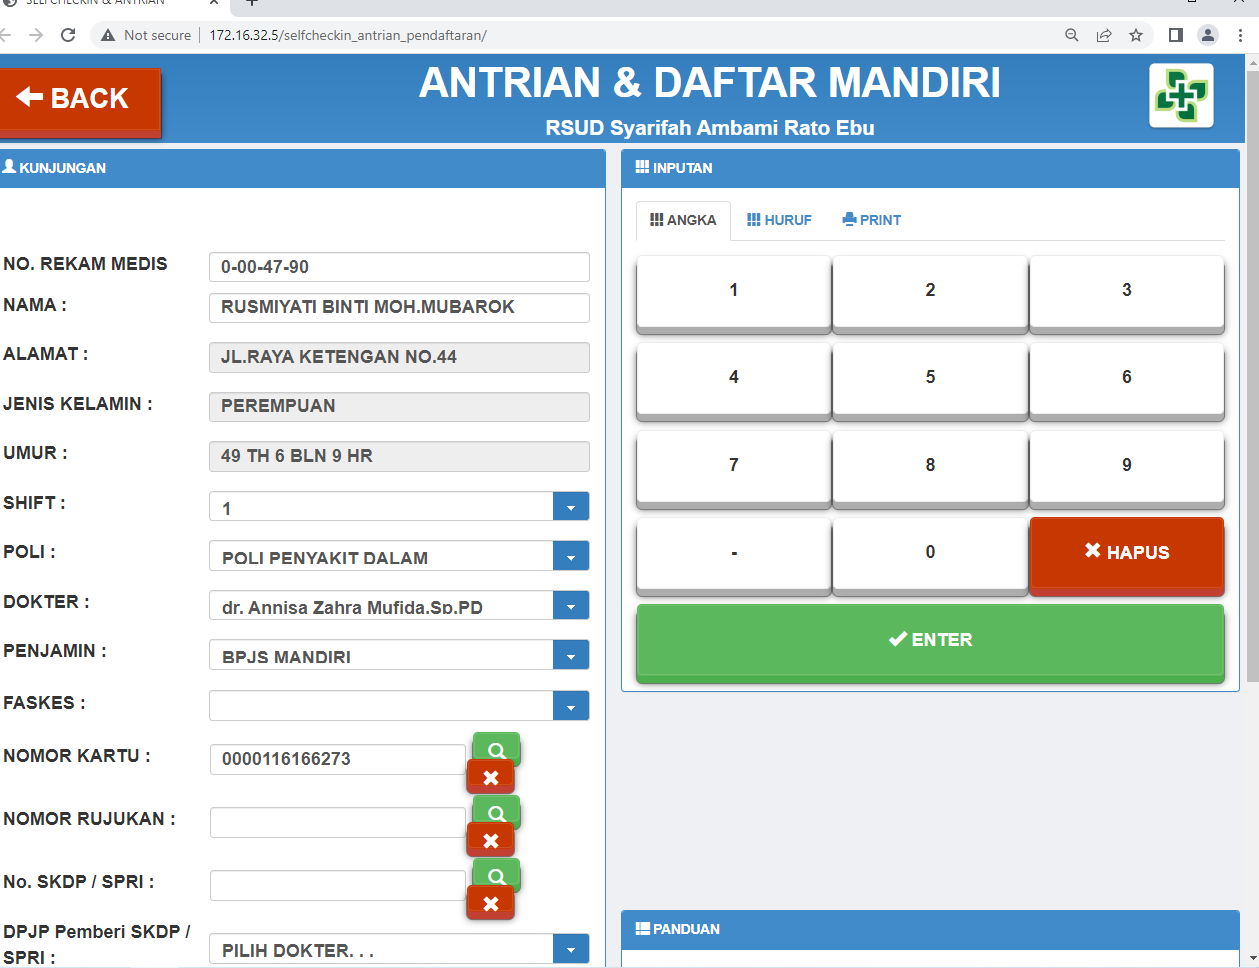 SELFCHECKIN & ANTRIAN
Not secure
172.16.32.5/selfcheckin_antrian_pendaftaran/
BACK
ANTRIAN & DAFTAR MANDIRI
RSUD Syarifah Ambami Rato Ebu
KUNJUNGAN
NO. REKAM MEDIS
0-00-47-90
NAMA :
RUSMIYATI BINTI MOH.MUBAROK
ALAMAT :
JL.RAYA KETENGAN NO.44
JENIS KELAMIN :
PEREMPUAN
UMUR :
49 TH 6 BLN 9 HR
SHIFT :
1
POLI :
POLI PENYAKIT DALAM
DOKTER :
dr. Annisa Zahra Mufida.Sp.PD
PENJAMIN :
BPJS MANDIRI
FASKES :
NOMOR KARTU :
0000116166273
NOMOR RUJUKAN :
No. SKDP / SPRI :
DPJP Pemberi SKDP /
SPRI :
PILIH DOKTER. . .
INPUTAN
ANGKA
HURUF
PRINT
1
2
3
4
5
6
7
8
9
-
0
HAPUS
ENTER
PANDUAN